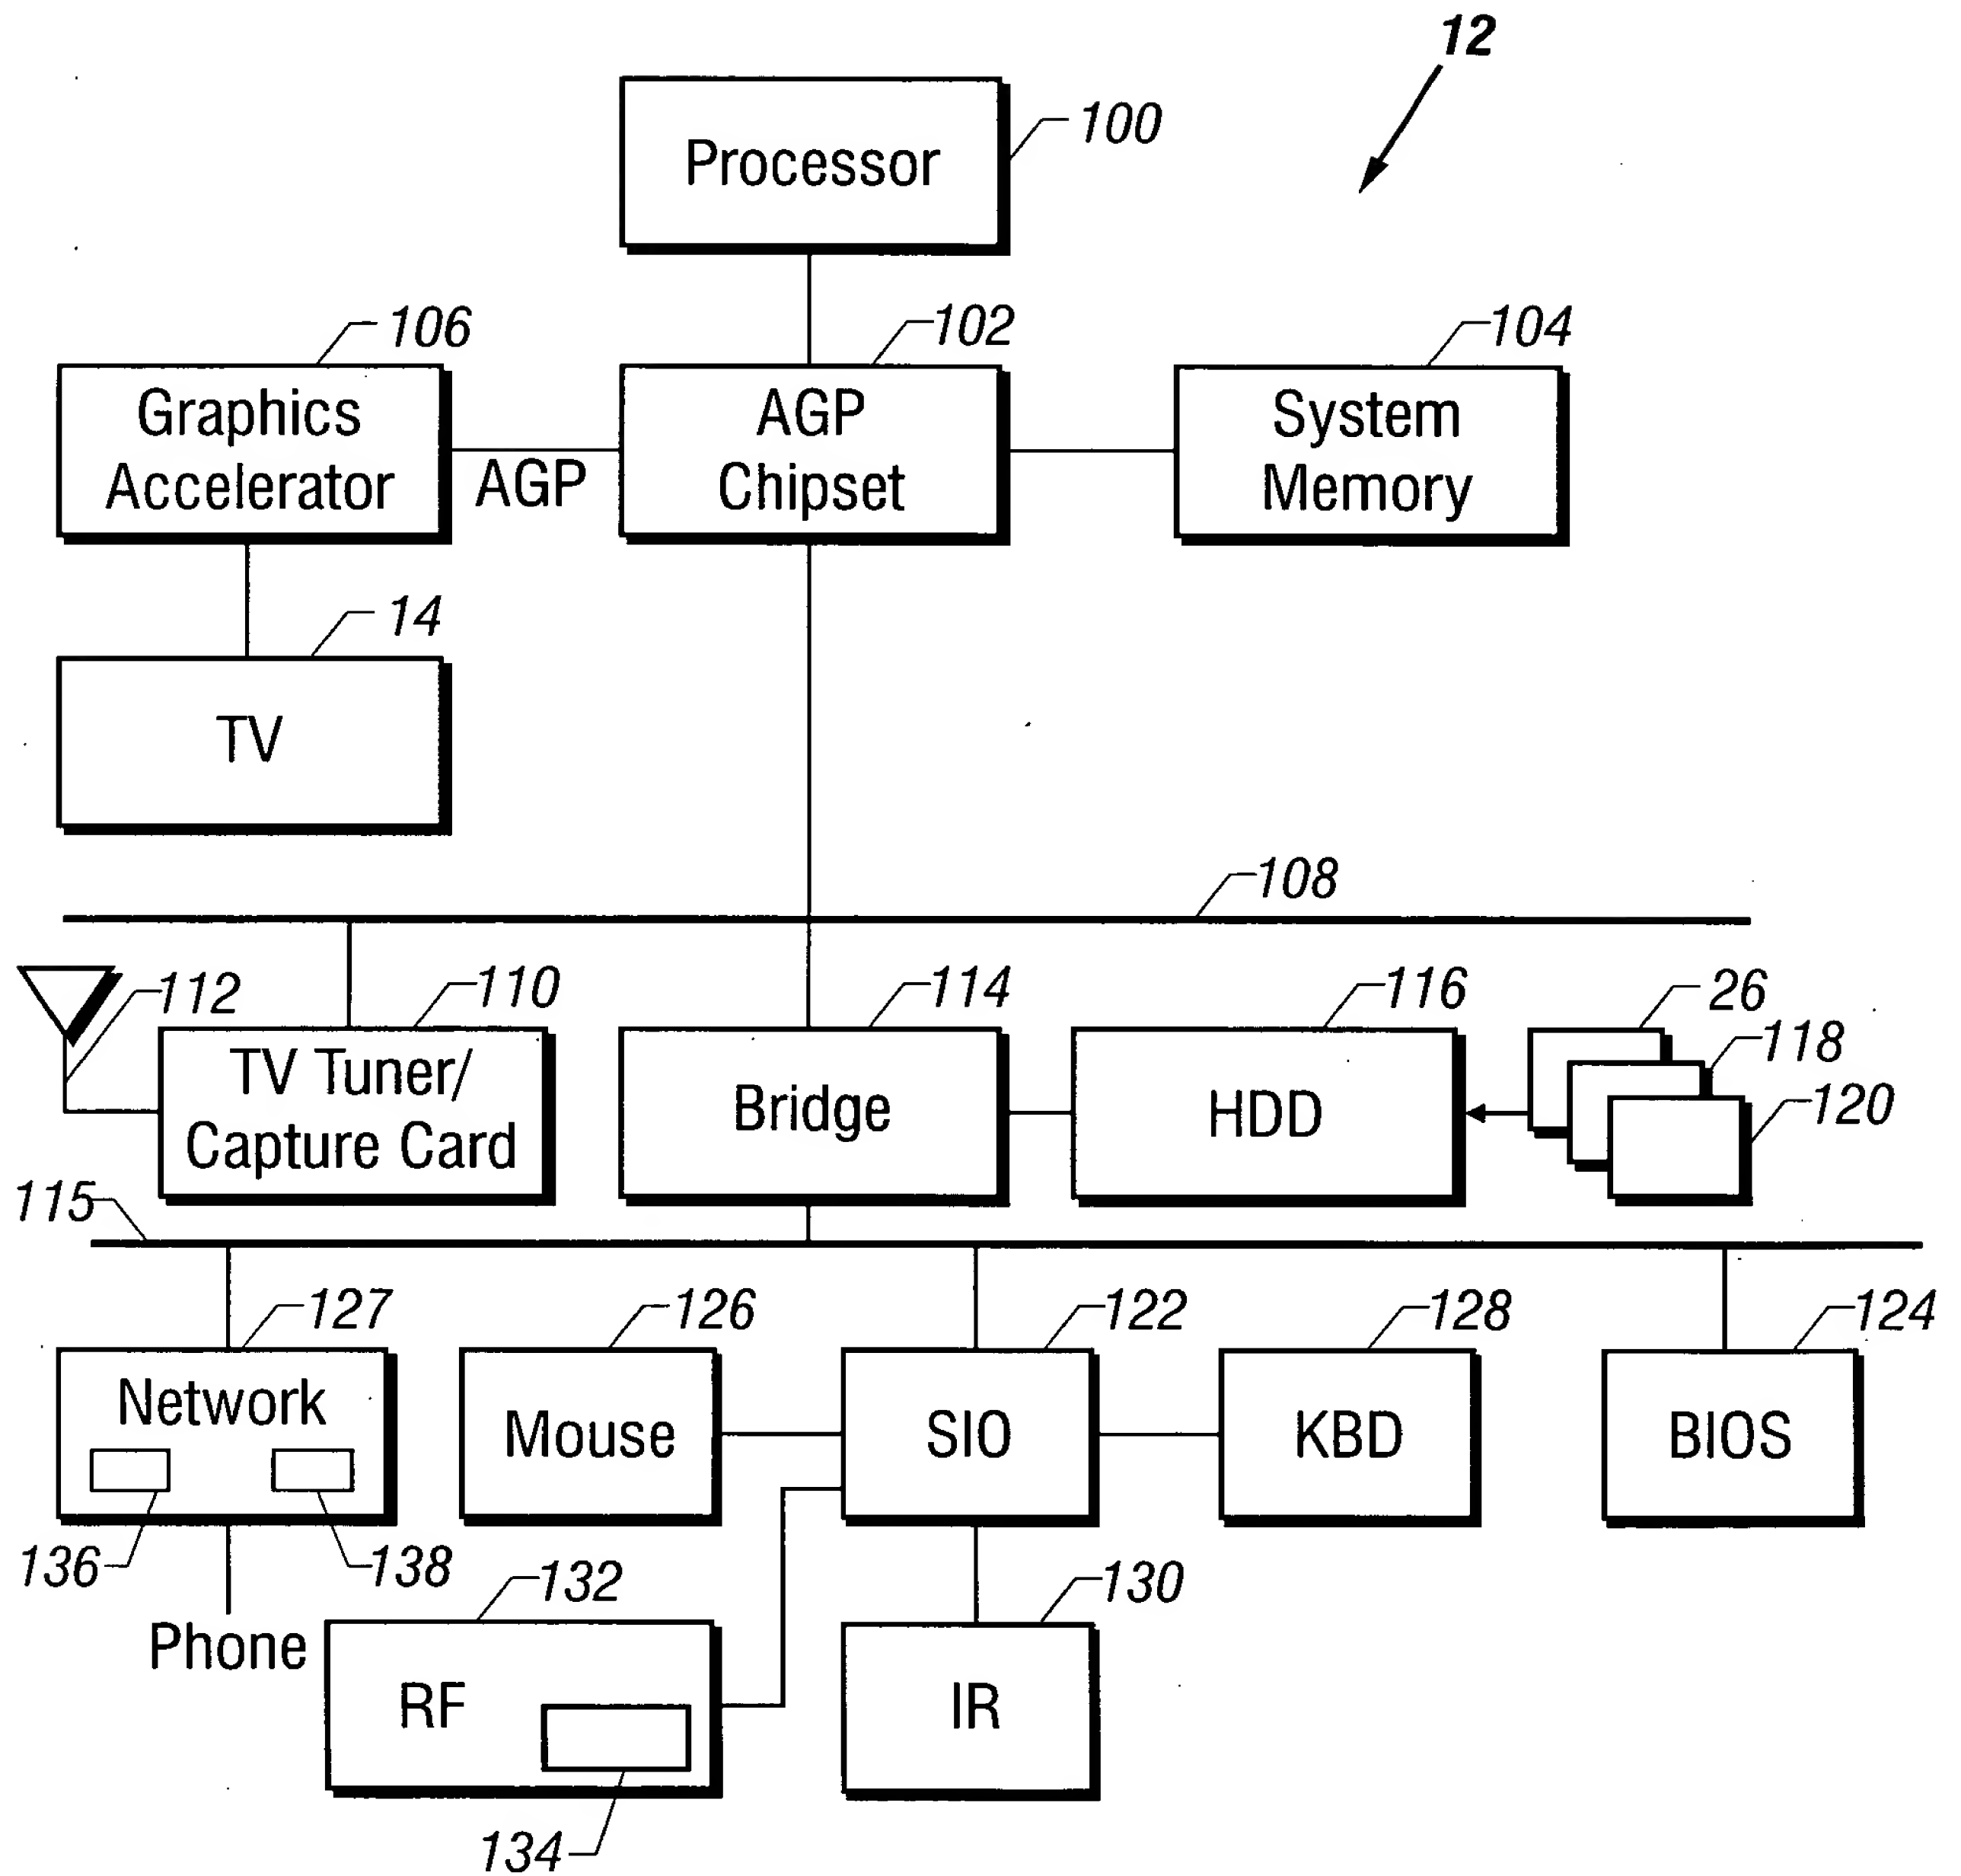 12
Processor
100
106
102
104
Graphics
Accelerator
AGP
AGP
Chipset
System
Memory
14
TV
108
112
110
114
116
26
118
120
TV Tuner/
Capture Card
Bridge
HDD
115
127
126
122
128
124
Network
Mouse
SIO
KBD
BIOS
136
138
132
130
Phone
RF
IR
134